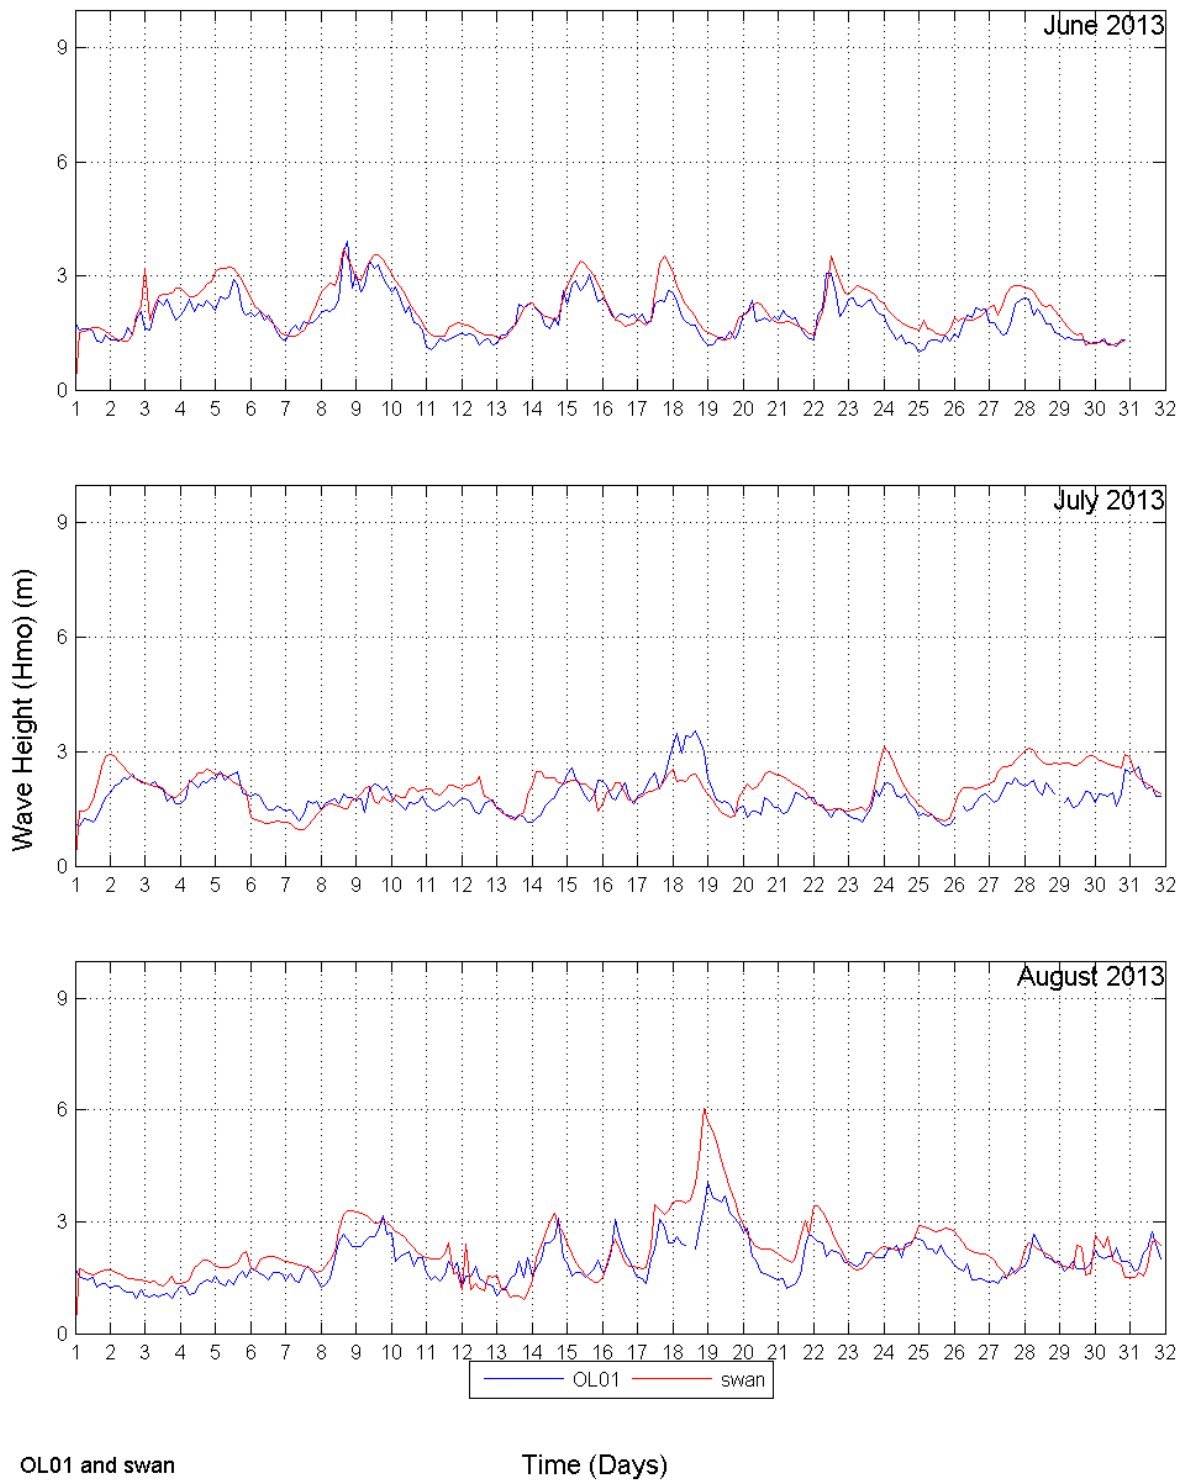 June 2013
9
6
3
0
1 2 3 4 5 6 7 8 9 10 11 12 13 14 15 16 17 18 19 20 21 22 23 24 25 26 27 28 29 30 31 32
July 2013
9
6
3
0
1 2 3 4 5 6 7 8 9 10 11 12 13 14 15 16 17 18 19 20 21 22 23 24 25 26 27 28 29 30 31 32
Wave Height (Hmo) (m)
August 2013
9
6
3
0
1 2 3 4 5 6 7 8 9 10 11 12 13 14 15 16 17 18 19 20 21 22 23 24 25 26 27 28 29 30 31 32
OL01 swan
OL01 and swan
Time (Days)